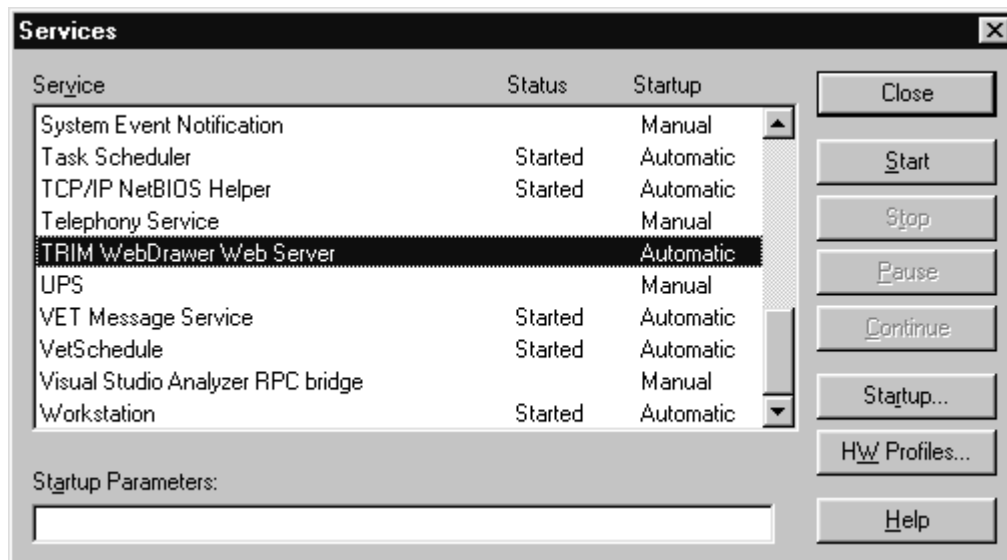 Services
Service Status Startup
System Event Notification Manual
Task Scheduler Started Automatic
TCP/IP NetBIOS Helper Started Automatic
Telephony Service Manual
TRIM WebDrawer Web Server Automatic
UPS Manual
VET Message Service Started Automatic
VetSchedule Started Automatic
Visual Studio Analyzer RPC bridge Manual
Workstation Started Automatic
Startup Parameters:
Close
Start
Stop
Pause
Continue
Startup...
HW Profiles...
Help